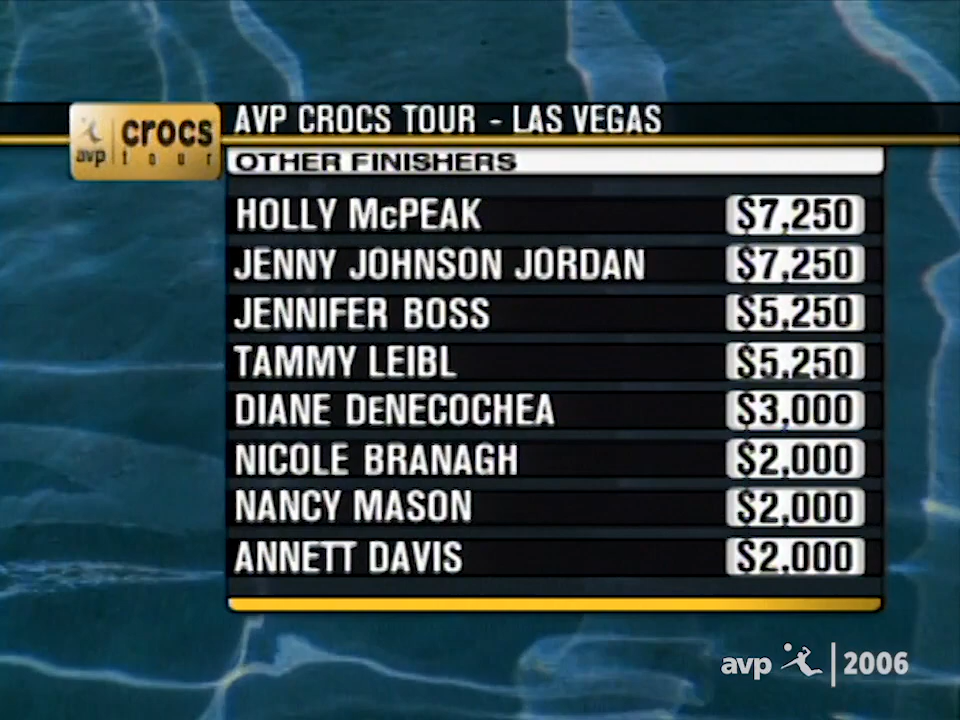 AVP CROCS TOUR - LAS VEGAS
avp crocs tour
OTHER FINISHERS
HOLLY McPEAK $7,250
JENNY JOHNSON JORDAN $7,250
JENNIFER BOSS $5,250
TAMMY LEIBL $5,250
DIANE DeNECOCHEA $3,000
NICOLE BRANAGH $2,000
NANCY MASON $2,000
ANNETT DAVIS $2,000
avp 2006